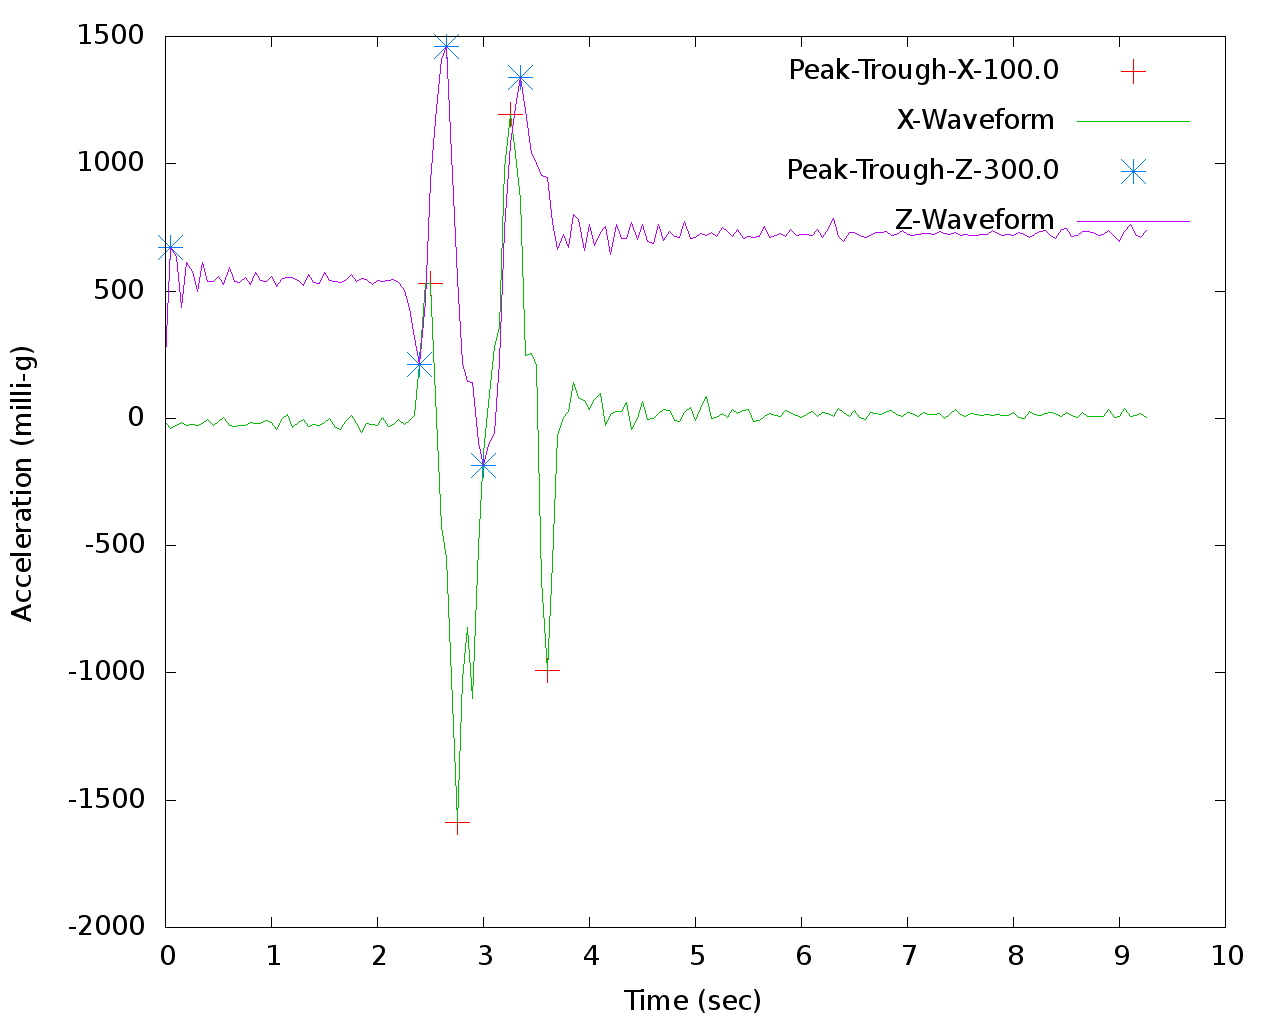 1500
1000
500
0
-500
-1000
-1500
-2000
Acceleration (milli-g)
Peak-Trough-X-100.0
X-Waveform
Peak-Trough-Z-300.0
Z-Waveform
0 1 2 3 4 5 6 7 8 9 10
Time (sec)